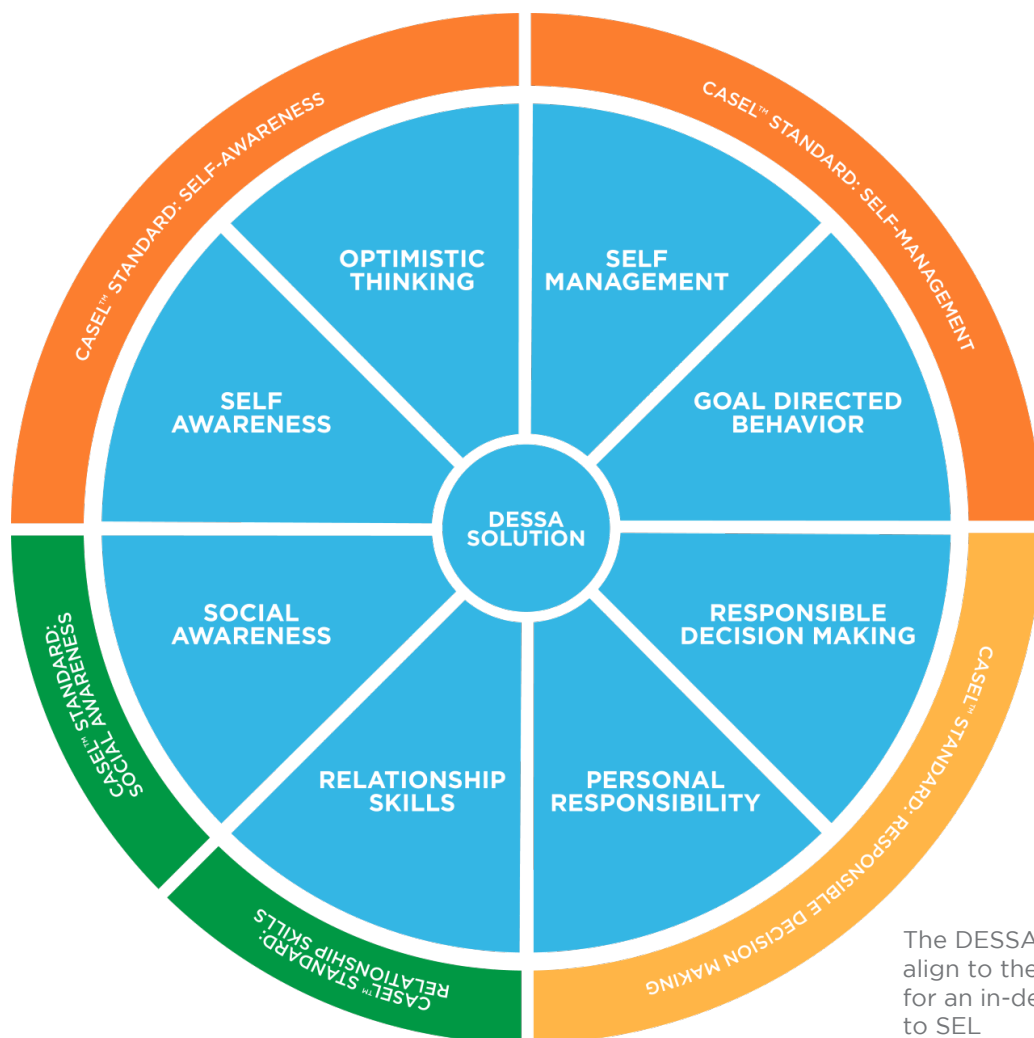 CASEL™ STANDARD: SELF-AWARENESS
CASEL™ STANDARD: SELF-MANAGEMENT
OPTIMISTIC
THINKING
SELF
MANAGEMENT
SELF
AWARENESS
GOAL DIRECTED
BEHAVIOR
DESSA
SOLUTION
SOCIAL
AWARENESS
RESPONSIBLE
DECISION MAKING
RELATIONSHIP
SKILLS
PERSONAL
RESPONSIBILITY
CASEL™ STANDARD:
SOCIAL AWARENESS
CASEL™ STANDARD:
RELATIONSHIP SKILLS
CASEL™ STANDARD: RESPONSIBLE DECISION MAKING
The DESSA
align to the
for an in-de
to SEL